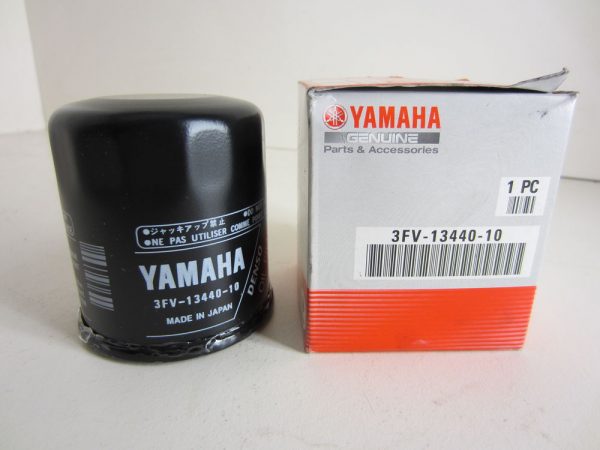 ●ジャッキアップ禁止
●NE PAS UTILISER COMME
YAMAHA
3FV-13440-10
MADE IN JAPAN
DENSO
YAMAHA
GENUINE
Parts & Accessories
1 PC
3FV-13440-10